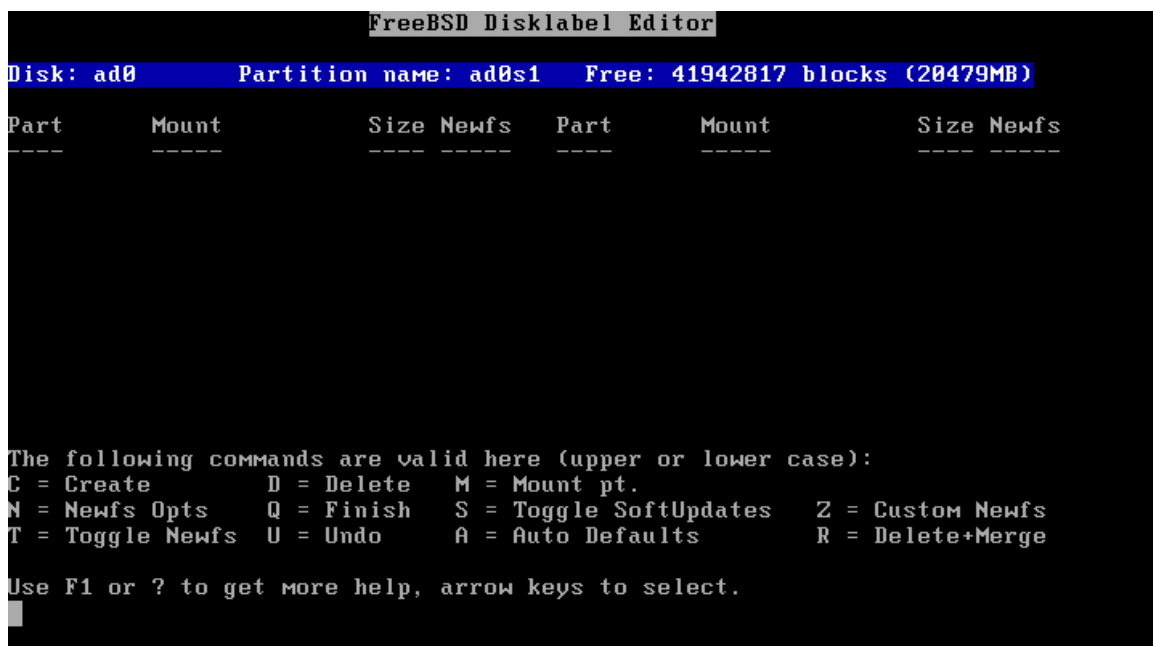 FreeBSD Disklabel Editor
Disk: ad0       Partition name: ad0s1   Free: 41942817 blocks (20479MB)
Part      Mount          Size Newfs   Part      Mount          Size Newfs
----      -----          ---- -----   ----      -----          ---- -----
The following commands are valid here (upper or lower case):
C = Create        D = Delete   M = Mount pt.
N = Newfs Opts    Q = Finish   S = Toggle SoftUpdates   Z = Custom Newfs
T = Toggle Newfs  U = Undo     A = Auto Defaults        R = Delete+Merge
Use F1 or ? to get more help, arrow keys to select.